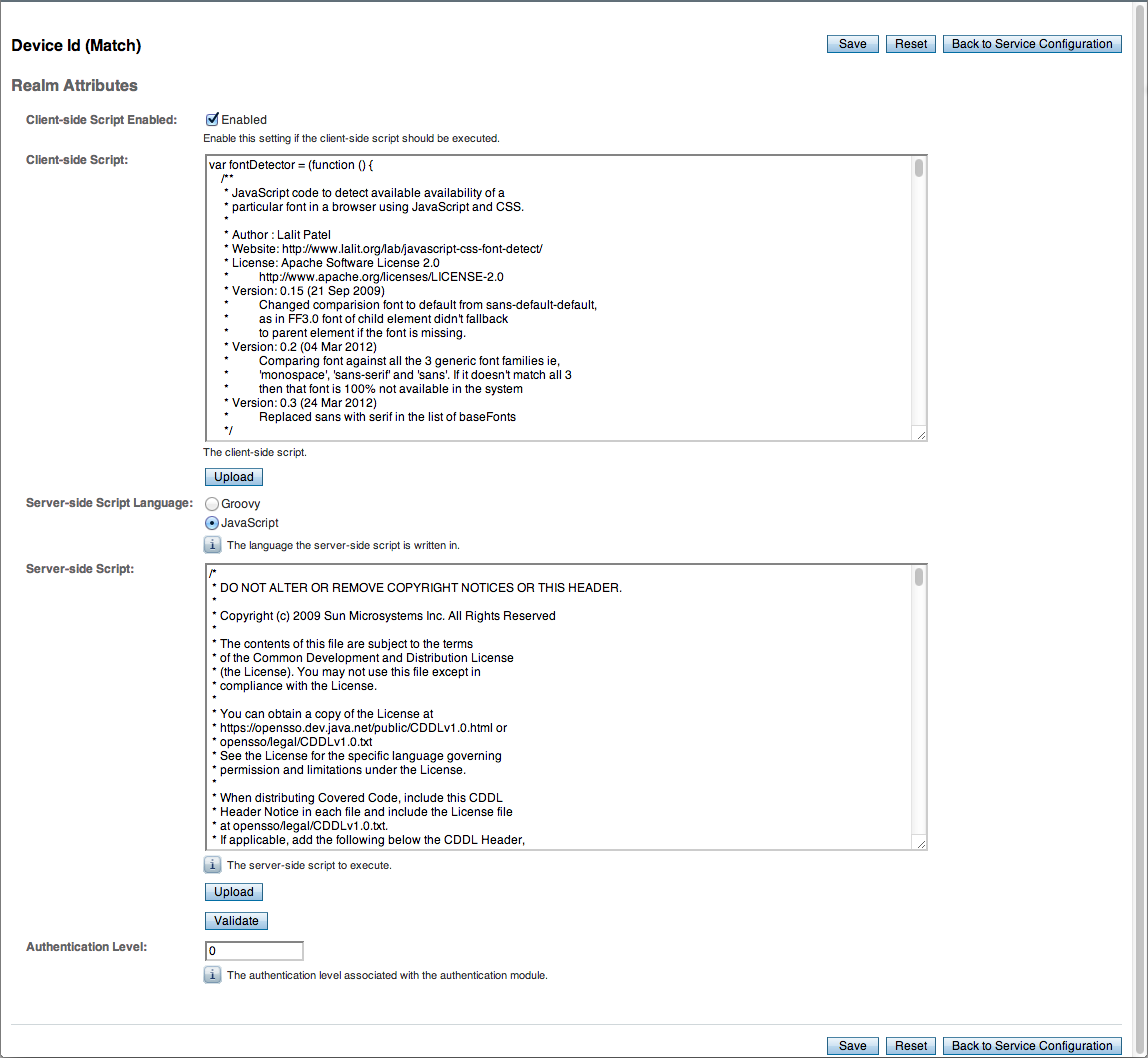 Device Id (Match)
Save Reset Back to Service Configuration
Realm Attributes
Client-side Script Enabled: Enabled
Enable this setting if the client-side script should be executed.
Client-side Script:
var fontDetector = (function () {
/**
* JavaScript code to detect available availability of a
* particular font in a browser using JavaScript and CSS.
*
* Author : Lalit Patel
* Website: http://www.lalit.org/lab/javascript-css-font-detect/
* License: Apache Software License 2.0
* http://www.apache.org/licenses/LICENSE-2.0
* Version: 0.15 (21 Sep 2009)
* Changed comparision font to default from sans-default-default,
* as in FF3.0 font of child element didn't fallback
* to parent element if the font is missing.
* Version: 0.2 (04 Mar 2012)
* Comparing font against all the 3 generic font families ie,
* 'monospace', 'sans-serif' and 'sans'. If it doesn't match all 3
* then that font is 100% not available in the system
* Version: 0.3 (24 Mar 2012)
* Replaced sans with serif in the list of baseFonts
*/
The client-side script.
Upload
Server-side Script Language: Groovy
JavaScript
i The language the server-side script is written in.
Server-side Script:
/*
* DO NOT ALTER OR REMOVE COPYRIGHT NOTICES OR THIS HEADER.
*
* Copyright (c) 2009 Sun Microsystems Inc. All Rights Reserved
*
* The contents of this file are subject to the terms
* of the Common Development and Distribution License
* (the License). You may not use this file except in
* compliance with the License.
*
* You can obtain a copy of the License at
* https://opensso.dev.java.net/public/CDDLv1.0.html or
* opensso/legal/CDDLv1.0.txt
* See the License for the specific language governing
* permission and limitations under the License.
*
* When distributing Covered Code, include this CDDL
* Header Notice in each file and include the License file
* at opensso/legal/CDDLv1.0.txt.
* If applicable, add the following below the CDDL Header,
i The server-side script to execute.
Upload
Validate
Authentication Level: 0
i The authentication level associated with the authentication module.
Save Reset Back to Service Configuration